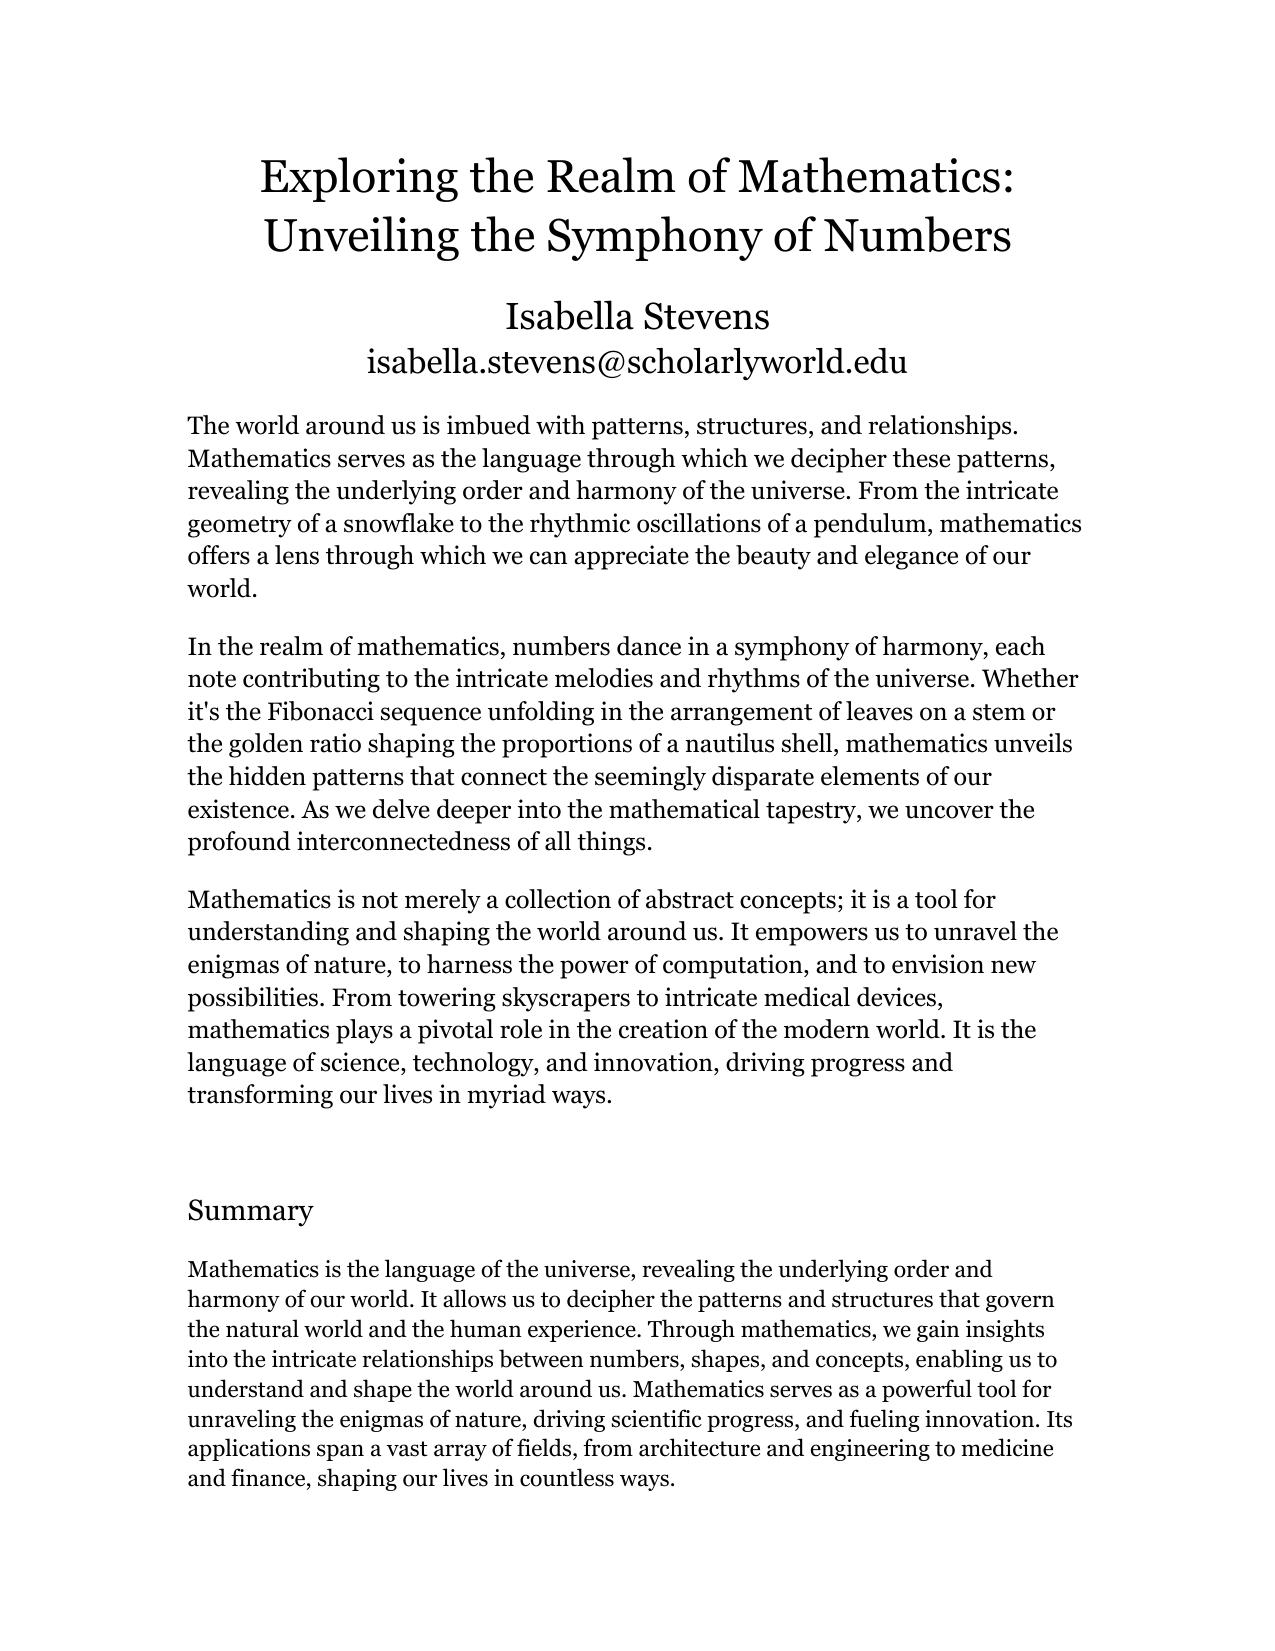 Exploring the Realm of Mathematics:
Unveiling the Symphony of Numbers
Isabella Stevens
isabella.stevens@scholarlyworld.edu
The world around us is imbued with patterns, structures, and relationships.
Mathematics serves as the language through which we decipher these patterns,
revealing the underlying order and harmony of the universe. From the intricate
geometry of a snowflake to the rhythmic oscillations of a pendulum, mathematics
offers a lens through which we can appreciate the beauty and elegance of our
world.
In the realm of mathematics, numbers dance in a symphony of harmony, each
note contributing to the intricate melodies and rhythms of the universe. Whether
it's the Fibonacci sequence unfolding in the arrangement of leaves on a stem or
the golden ratio shaping the proportions of a nautilus shell, mathematics unveils
the hidden patterns that connect the seemingly disparate elements of our
existence. As we delve deeper into the mathematical tapestry, we uncover the
profound interconnectedness of all things.
Mathematics is not merely a collection of abstract concepts; it is a tool for
understanding and shaping the world around us. It empowers us to unravel the
enigmas of nature, to harness the power of computation, and to envision new
possibilities. From towering skyscrapers to intricate medical devices,
mathematics plays a pivotal role in the creation of the modern world. It is the
language of science, technology, and innovation, driving progress and
transforming our lives in myriad ways.
Summary
Mathematics is the language of the universe, revealing the underlying order and
harmony of our world. It allows us to decipher the patterns and structures that govern
the natural world and the human experience. Through mathematics, we gain insights
into the intricate relationships between numbers, shapes, and concepts, enabling us to
understand and shape the world around us. Mathematics serves as a powerful tool for
unraveling the enigmas of nature, driving scientific progress, and fueling innovation. Its
applications span a vast array of fields, from architecture and engineering to medicine
and finance, shaping our lives in countless ways.